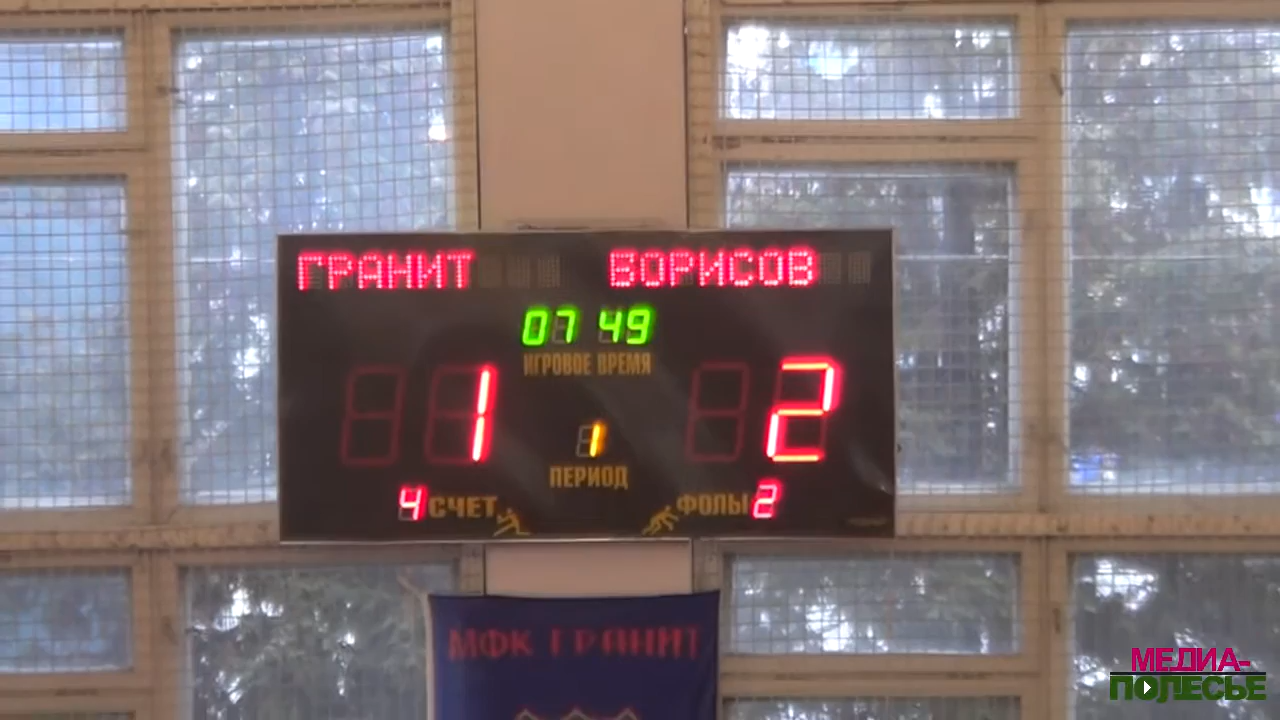 ГРАНИТ БОРИСОВ
07 49
ИГРОВОЕ ВРЕМЯ
1 2
1
ПЕРИОД
4 СЧЕТ ФОЛЫ 2
МФК ГРАНИТ
МЕДИА-
ПОЛЕСЬЕ